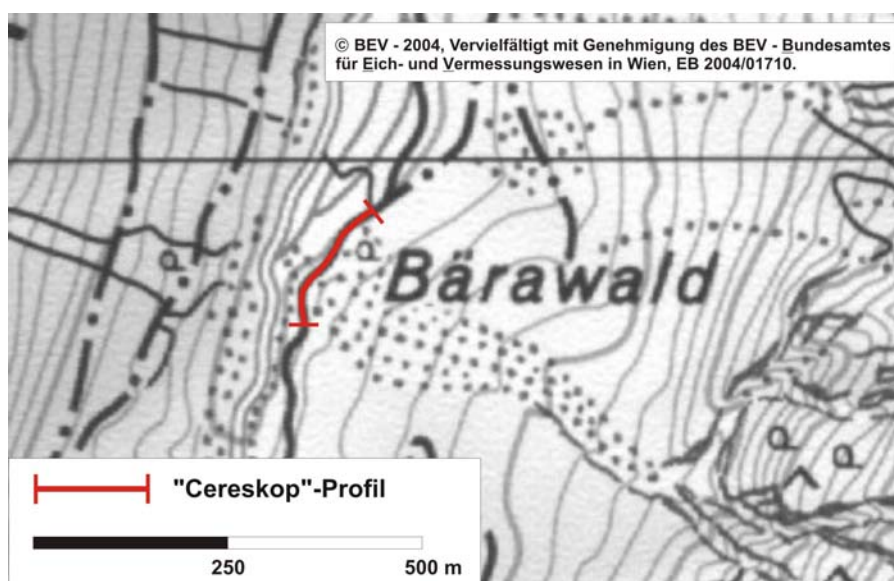 © BEV - 2004, Vervielfältigt mit Genehmigung des BEV - Bundesamtes
für Eich- und Vermessungswesen in Wien, EB 2004/01710.
Bärawald
"Cereskop"-Profil
250 500 m